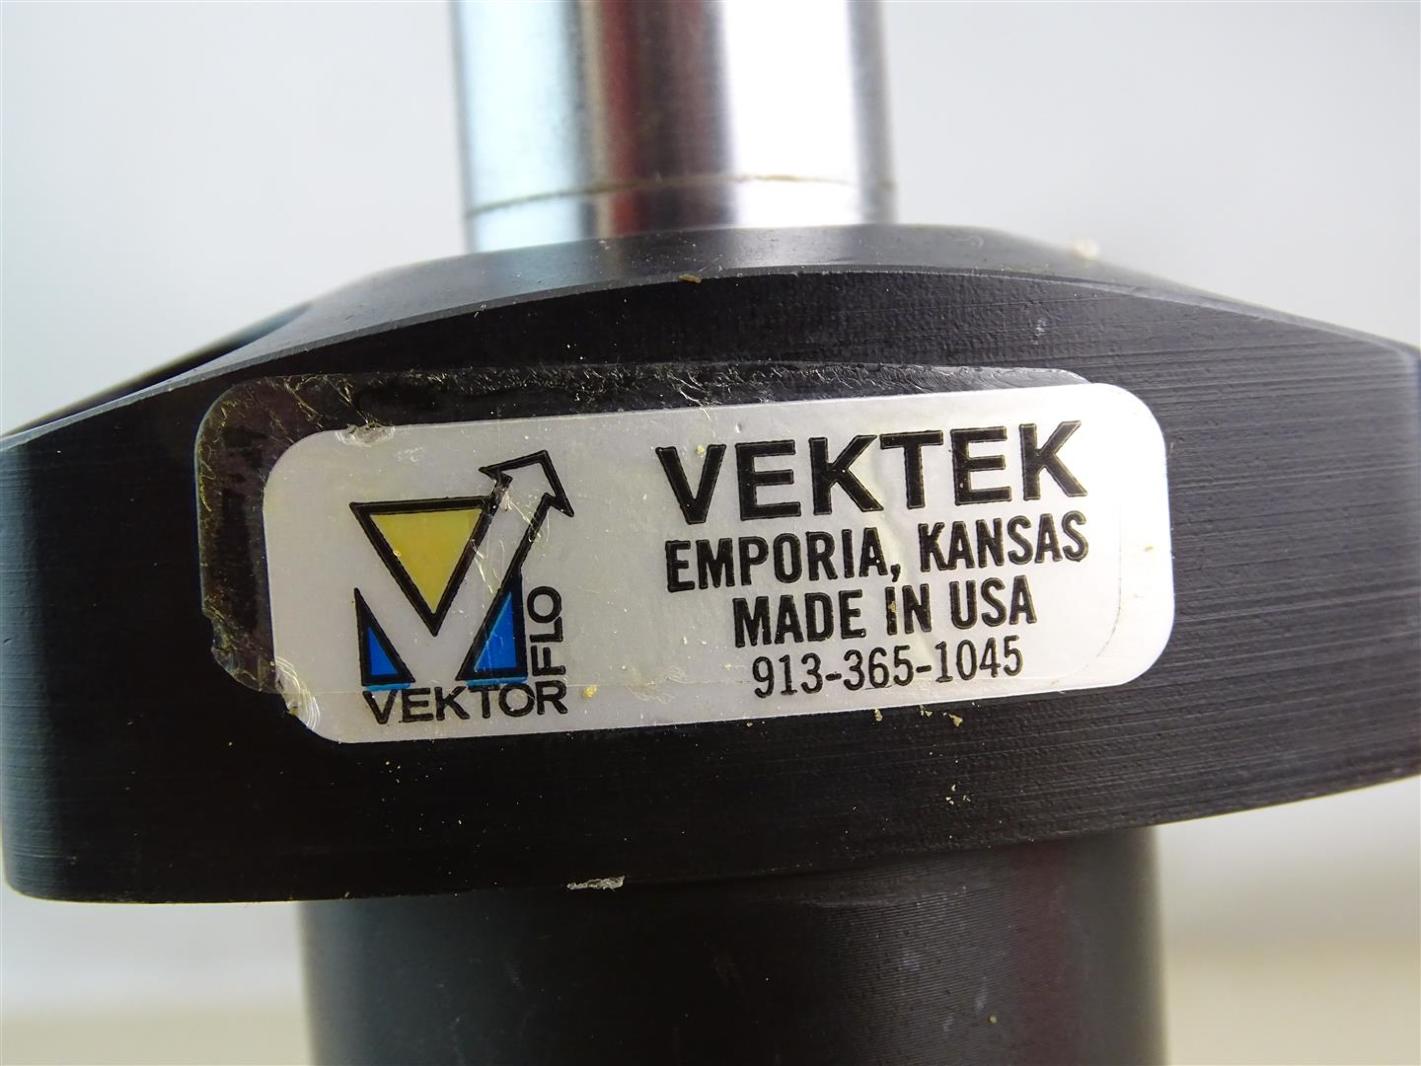 VEKTOR
FLO
VEKTEK
EMPORIA, KANSAS
MADE IN USA
913-365-1045